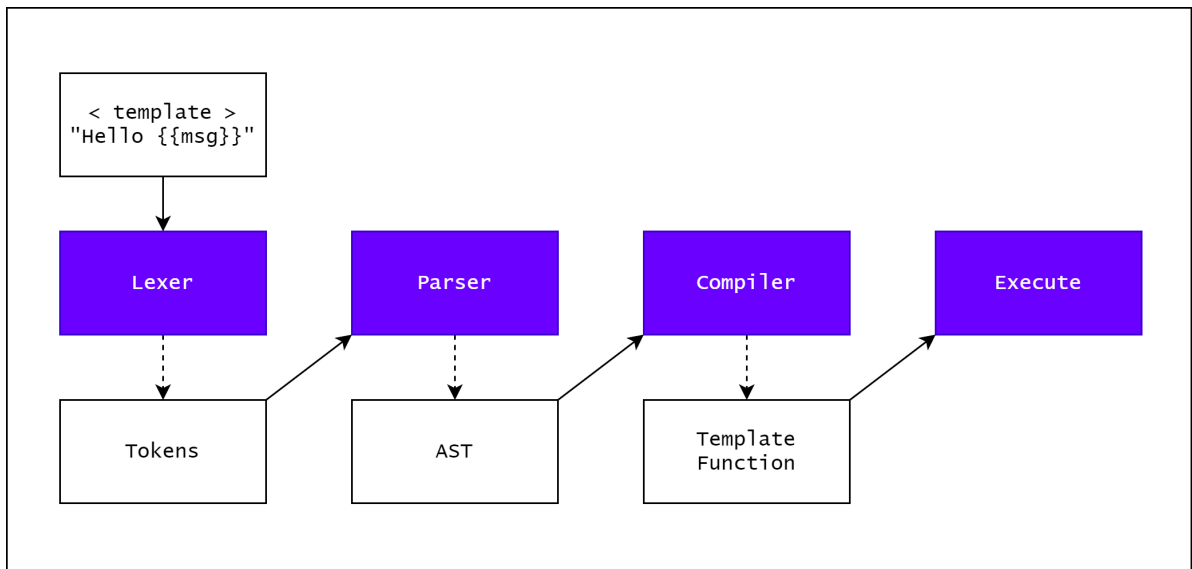 < template >
"Hello {{msg}}"
Lexer
Parser
Compiler
Execute
Tokens
AST
Template
Function